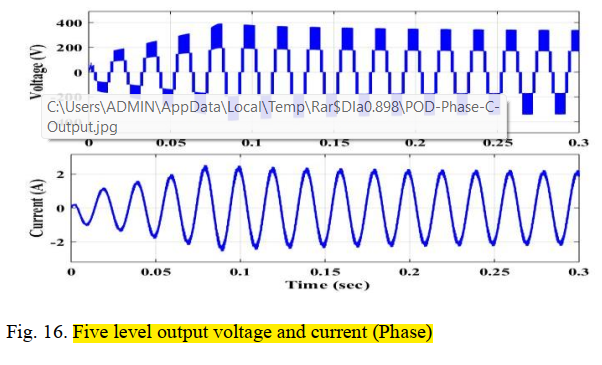 400
200
0
Voltage (V)
C:\Users\ADMIN\AppData\Local\Temp\Rar$DIa0.898\POD-Phase-C-
Output.jpg
0 0.05 0.1 0.15 0.2 0.25 0.3
2
0
-2
Current (A)
0 0.05 0.1 0.15 0.2 0.25 0.3
Time (sec)
Fig. 16. Five level output voltage and current (Phase)